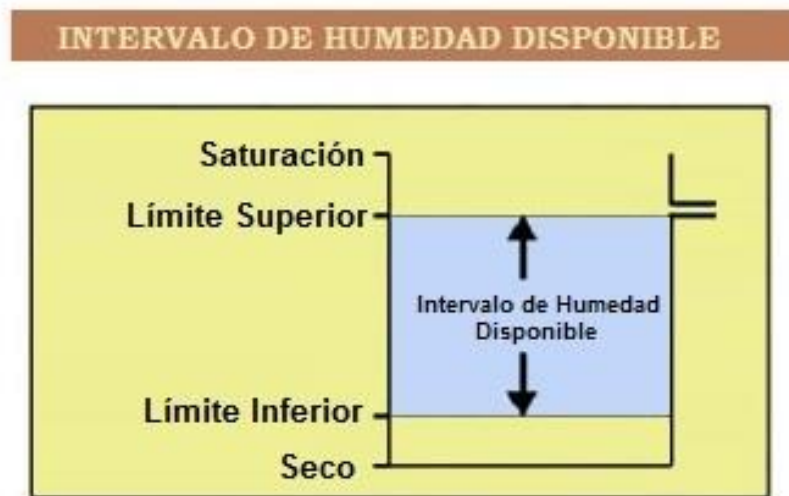 INTERVALO DE HUMEDAD DISPONIBLE
Saturación
Límite Superior
Intervalo de Humedad
Disponible
Límite Inferior
Seco